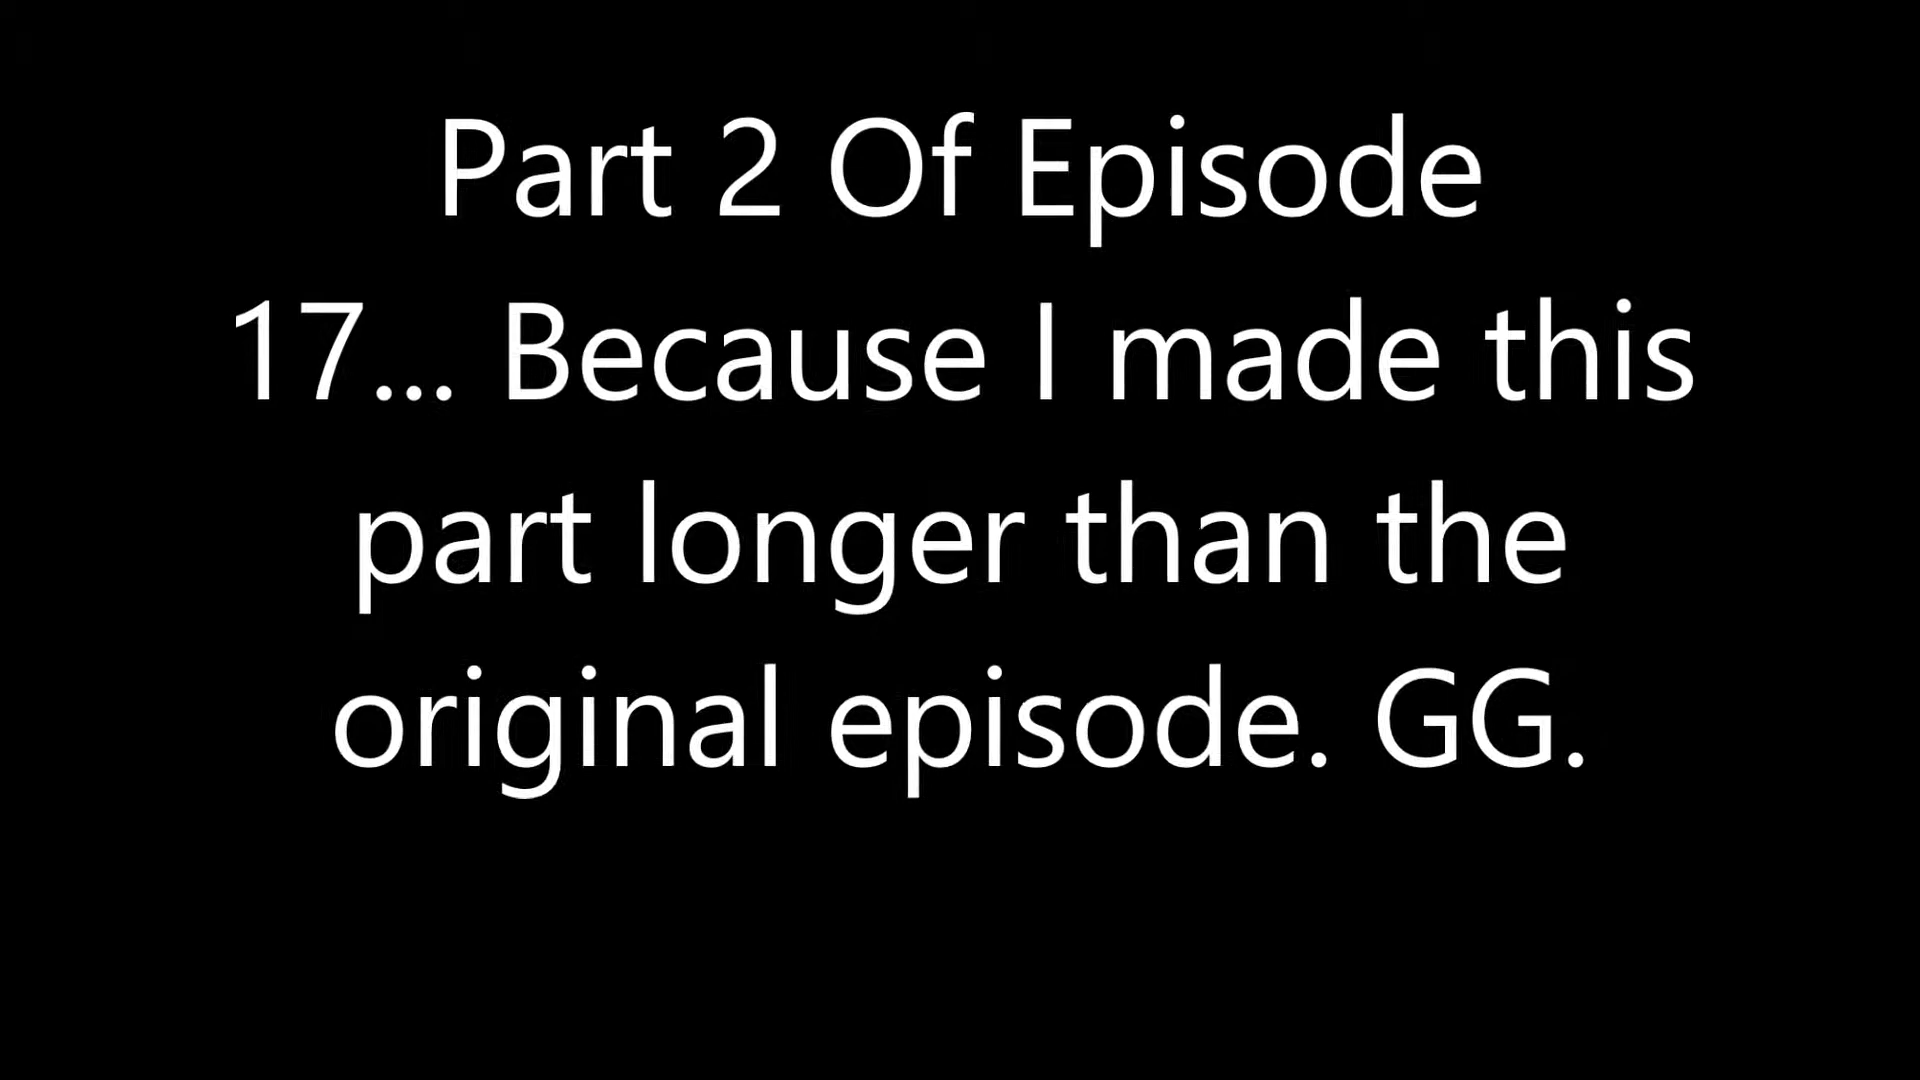 Part 2 Of Episode
17... Because I made this
part longer than the
original episode. GG.